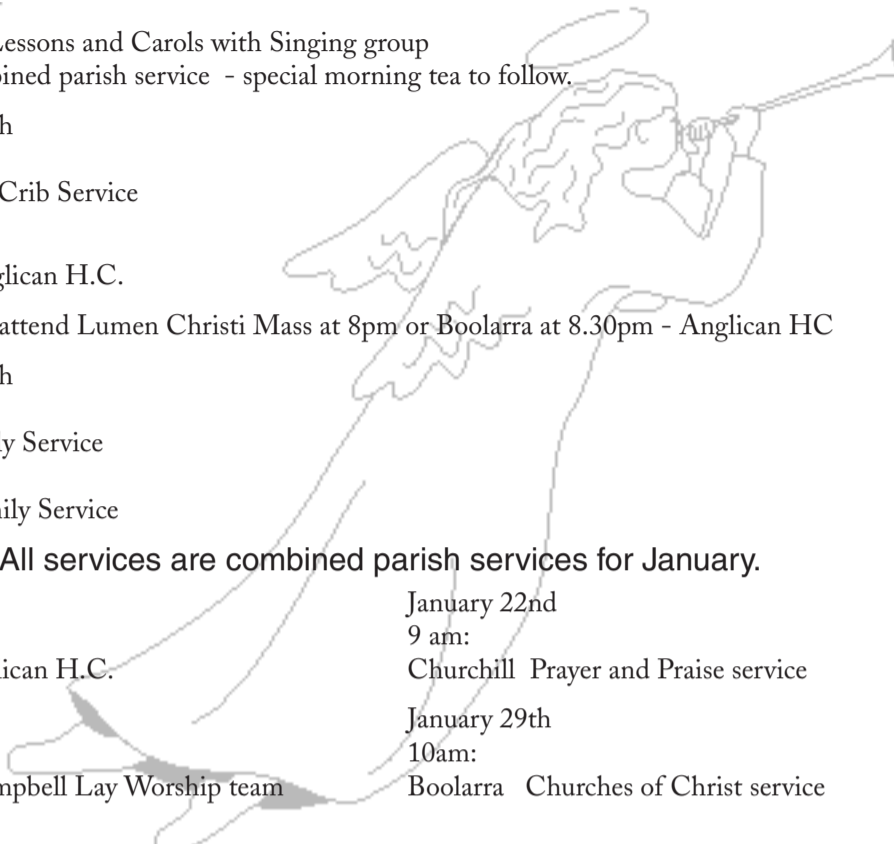 Lessons and Carols with Singing group
ined parish service - special morning tea to follow.
h
Crib Service
glican H.C.
attend Lumen Christi Mass at 8pm or Boolarra at 8.30pm - Anglican HC
h
y Service
ily Service
All services are combined parish services for January.
ican H.C.
mpbell Lay Worship team
January 22nd
9 am:
Churchill Prayer and Praise service
January 29th
10am:
Boolarra Churches of Christ service